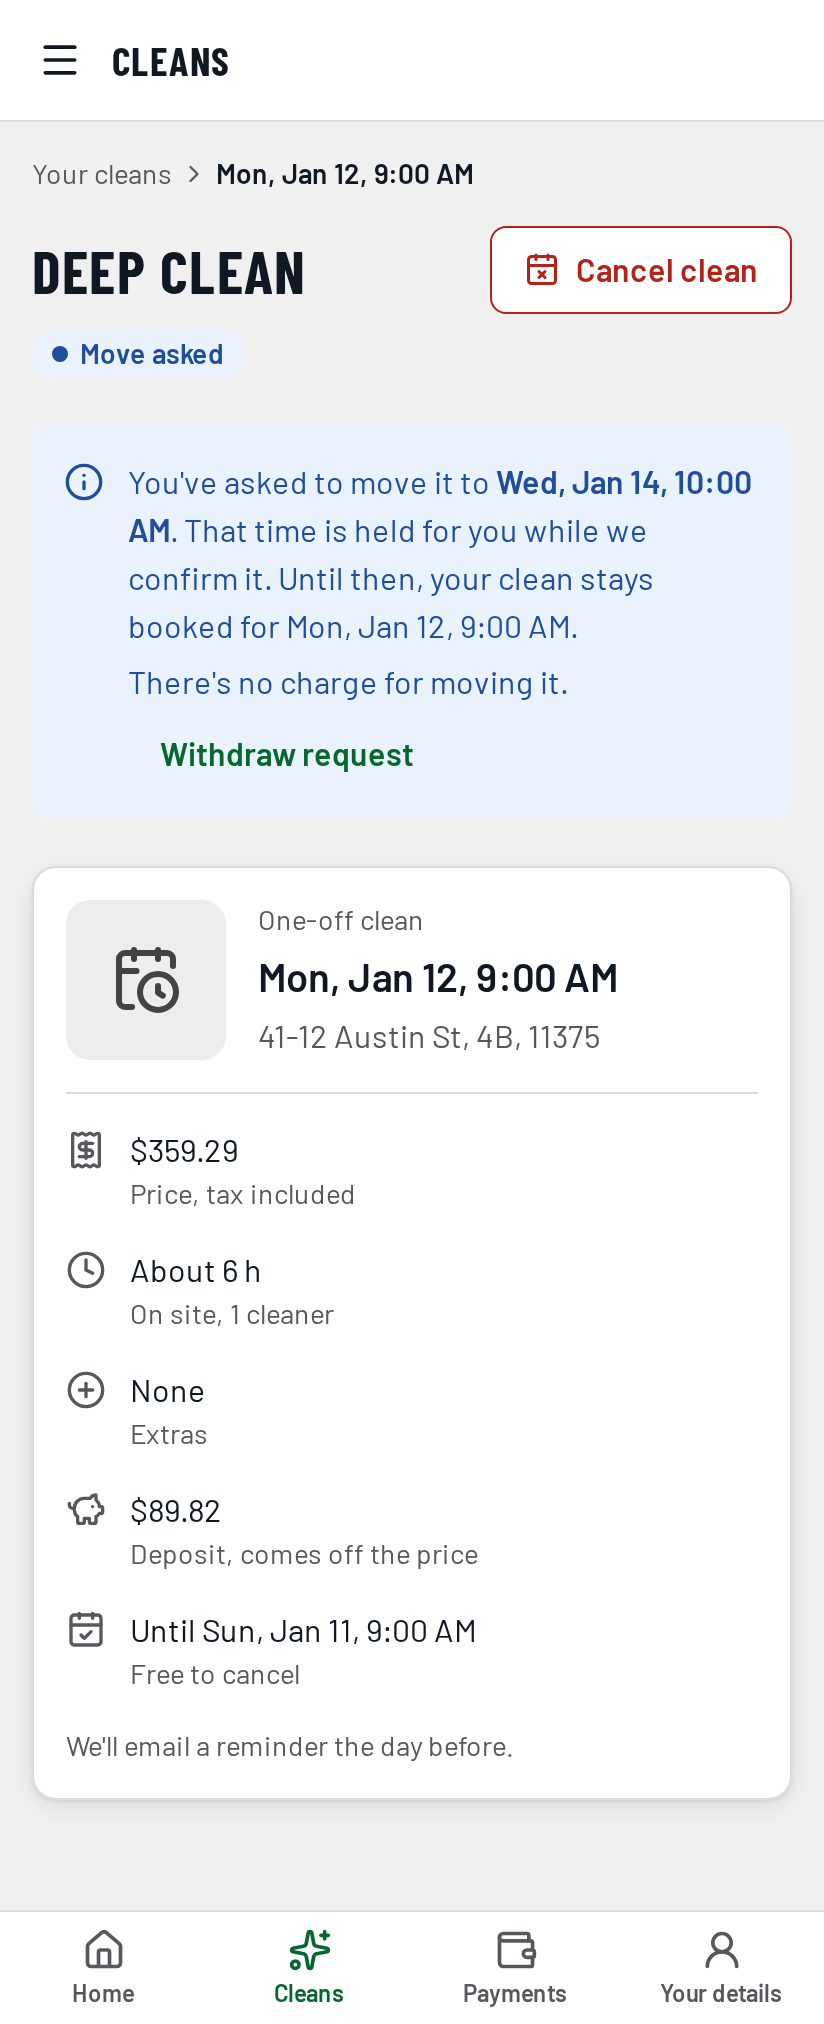 CLEANS
Your cleans > Mon, Jan 12, 9:00 AM
DEEP CLEAN
Cancel clean
Move asked
You've asked to move it to Wed, Jan 14, 10:00
AM. That time is held for you while we
confirm it. Until then, your clean stays
booked for Mon, Jan 12, 9:00 AM.
There's no charge for moving it.
Withdraw request
One-off clean
Mon, Jan 12, 9:00 AM
41-12 Austin St, 4B, 11375
$359.29
Price, tax included
About 6 h
On site, 1 cleaner
None
Extras
$89.82
Deposit, comes off the price
Until Sun, Jan 11, 9:00 AM
Free to cancel
We'll email a reminder the day before.
Home
Cleans
Payments
Your details